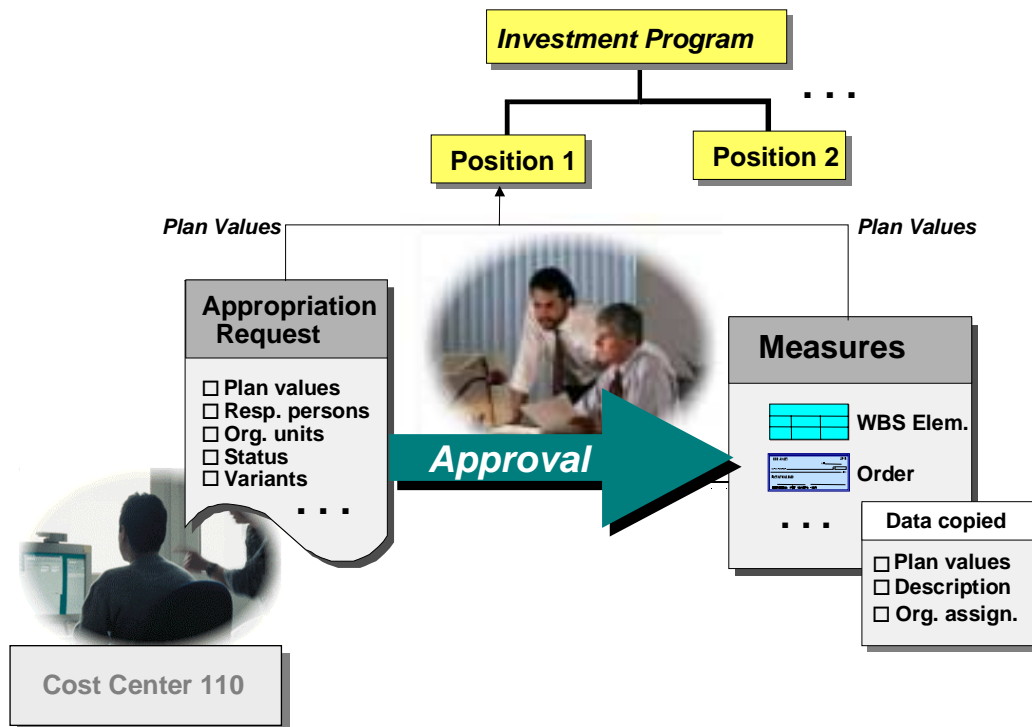 Investment Program
. . .
Position 1
Position 2
Plan Values
Plan Values
Appropriation
Request
Plan values
Resp. persons
Org. units
Status
Variants
. . .
Approval
Measures
WBS Elem.
Order
. . .
Data copied
Plan values
Description
Org. assign.
Cost Center 110